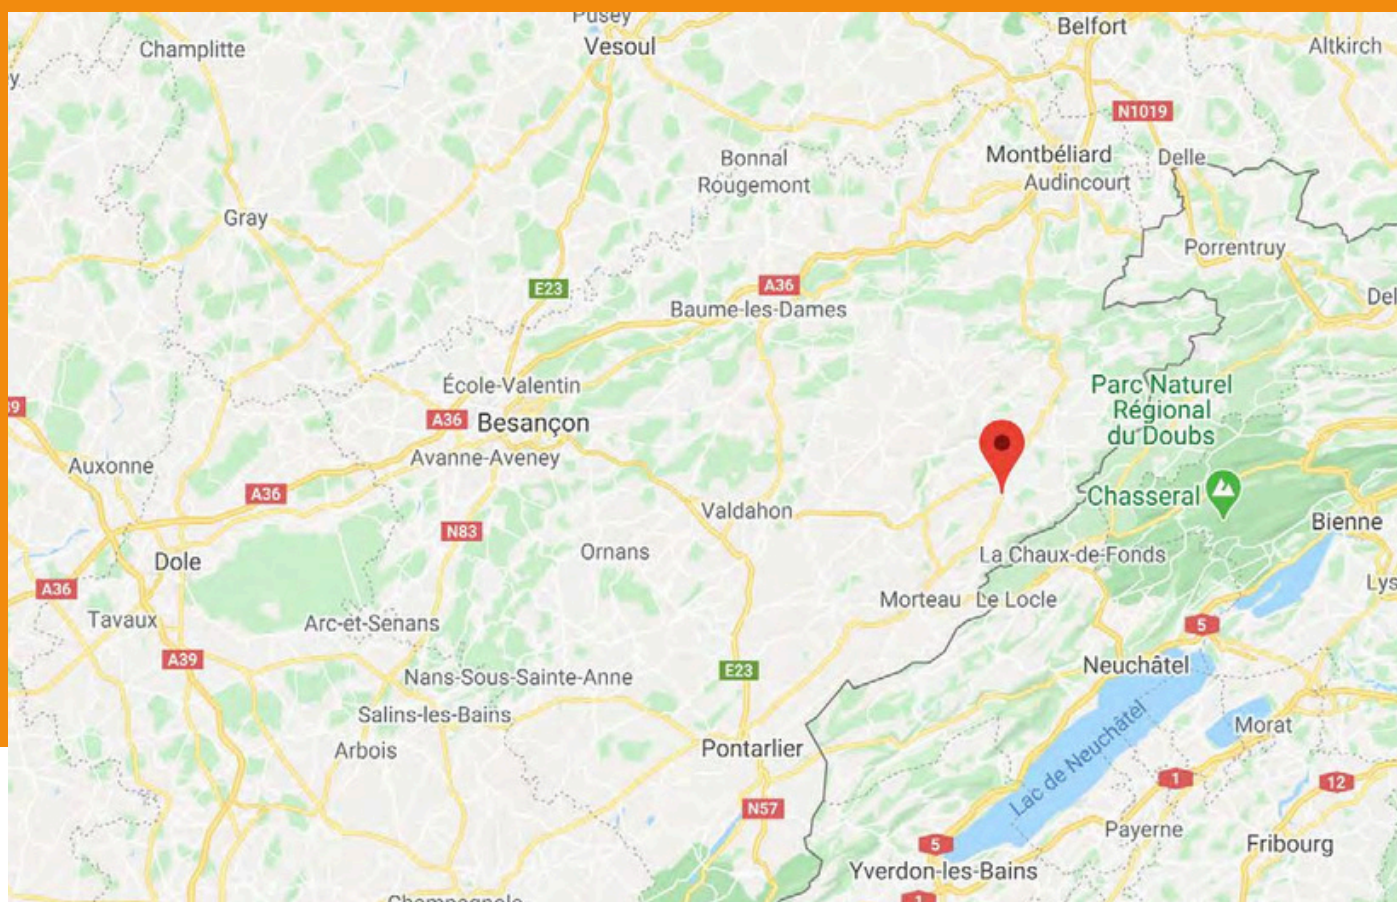 Pusey
Vesoul
Belfort
Champlitte
Altkirch
N1019
Bonnal
Rougemont
Montbéliard
Audincourt
Delle
Gray
Porrentruy
E23
A36
Baume-les-Dames
Del
École-Valentin
A36
Besançon
Avanne-Aveney
Parc Naturel
Régional
du Doubs
Auxonne
A36
Chasseral
Valdahon
Bienne
N83
Ornans
La Chaux-de-Fonds
Dole
A36
Lys
Morteau
Le Locle
Tavaux
Arc-et-Senans
5
A39
Neuchâtel
E23
Nans-Sous-Sainte-Anne
Salins-les-Bains
Morat
Arbois
Pontarlier
Lac de Neuchâtel
1
12
N57
Payerne
5
Fribourg
Yverdon-les-Bains
1